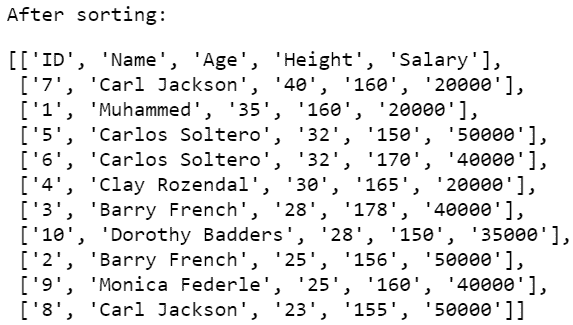 After sorting:
[['ID', 'Name', 'Age', 'Height', 'Salary'],
['7', 'Carl Jackson', '40', '160', '20000'],
['1', 'Muhammed', '35', '160', '20000'],
['5', 'Carlos Soltero', '32', '150', '50000'],
['6', 'Carlos Soltero', '32', '170', '40000'],
['4', 'Clay Rozendal', '30', '165', '20000'],
['3', 'Barry French', '28', '178', '40000'],
['10', 'Dorothy Badders', '28', '150', '35000'],
['2', 'Barry French', '25', '156', '50000'],
['9', 'Monica Federle', '25', '160', '40000'],
['8', 'Carl Jackson', '23', '155', '50000']]